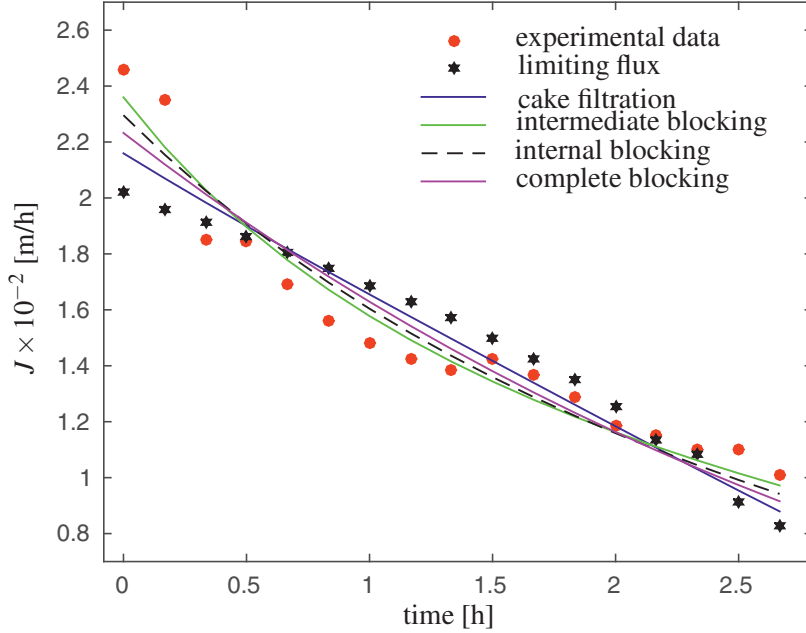 2.6
2.4
2.2
2
1.8
1.6
1.4
1.2
1
0.8
J × 10⁻² [m/h]
experimental data
limiting flux
cake filtration
intermediate blocking
internal blocking
complete blocking
0 0.5 1 1.5 2 2.5
time [h]